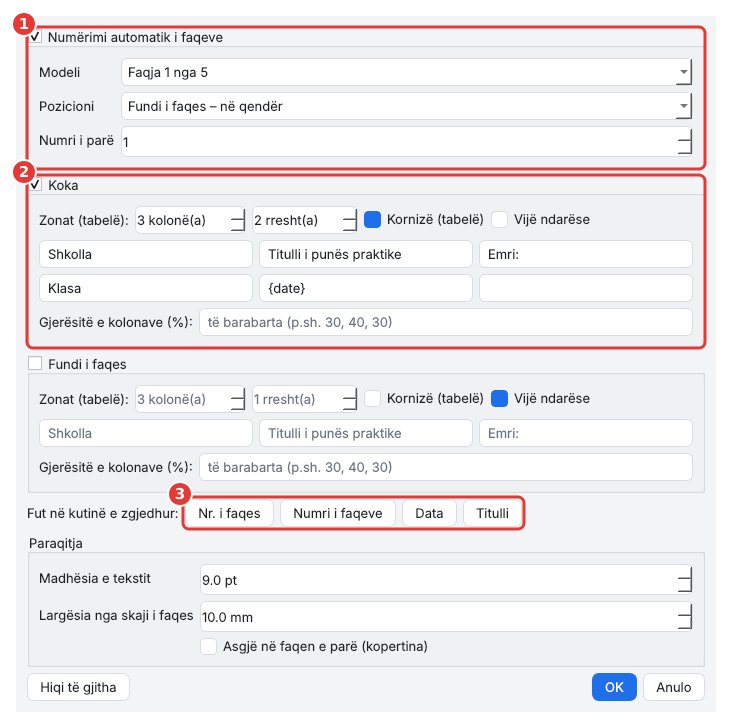 1
Numërimi automatik i faqeve
Modeli Faqja 1 nga 5
Pozicioni Fundi i faqes – në qendër
Numri i parë 1
2
Koka
Zonat (tabelë): 3 kolonë(a) 2 rresht(a) Kornizë (tabelë) Vijë ndarëse
Shkolla Titulli i punës praktike Emri:
Klasa {date}
Gjerësitë e kolonave (%): të barabarta (p.sh. 30, 40, 30)
Fundi i faqes
Zonat (tabelë): 3 kolonë(a) 1 rresht(a) Kornizë (tabelë) Vijë ndarëse
Shkolla Titulli i punës praktike Emri:
Gjerësitë e kolonave (%): të barabarta (p.sh. 30, 40, 30)
3
Fut në kutinë e zgjedhur: Nr. i faqes Numri i faqeve Data Titulli
Paraqitja
Madhësia e tekstit 9.0 pt
Largësia nga skaji i faqes 10.0 mm
Asgjë në faqen e parë (kopertina)
Hiqi të gjitha OK Anulo